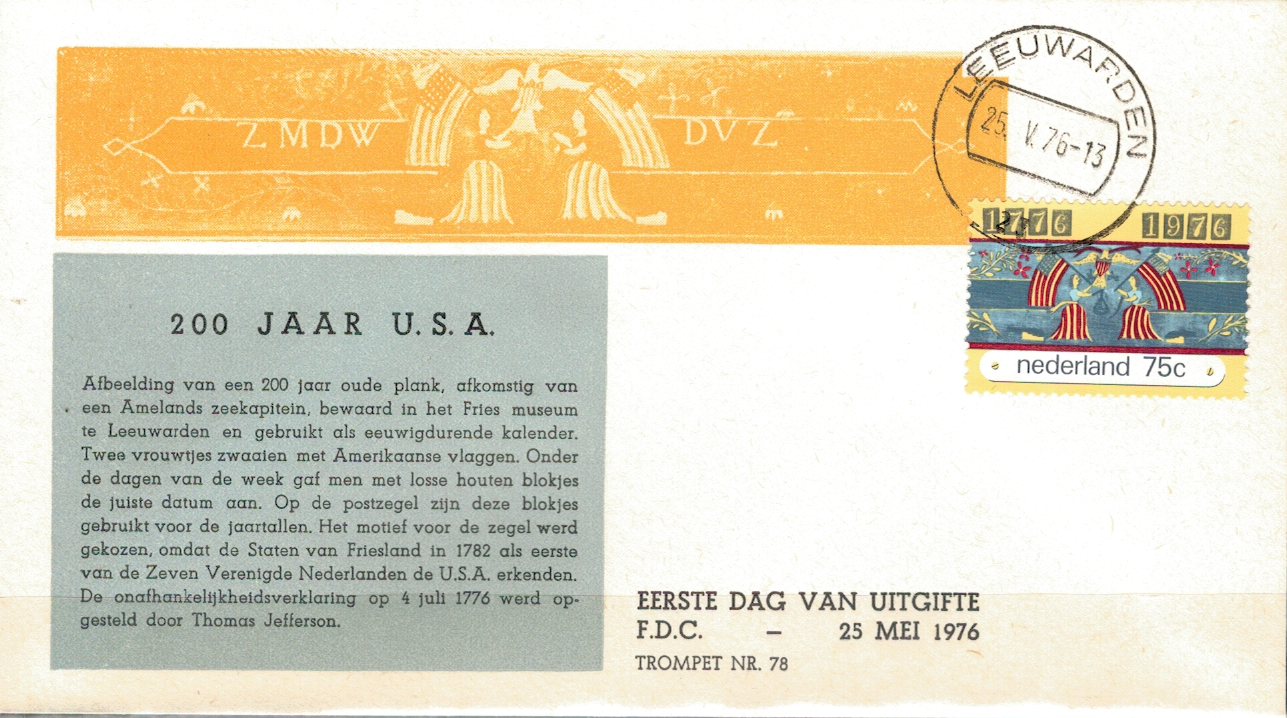 ZMDW DVZ
LEEUWARDEN
25. V. 76-13
1776 1976
nederland 75c
200 JAAR U.S.A.
Afbeelding van een 200 jaar oude plank, afkomstig van
een Amelands zeekapitein, bewaard in het Fries museum
te Leeuwarden en gebruikt als eeuwigdurende kalender.
Twee vrouwtjes zwaaien met Amerikaanse vlaggen. Onder
de dagen van de week gaf men met losse houten blokjes
de juiste datum aan. Op de postzegel zijn deze blokjes
gebruikt voor de jaartallen. Het motief voor de zegel werd
gekozen, omdat de Staten van Friesland in 1782 als eerste
van de Zeven Verenigde Nederlanden de U.S.A. erkenden.
De onafhankelijkheidsverklaring op 4 juli 1776 werd op-
gesteld door Thomas Jefferson.
EERSTE DAG VAN UITGIFTE
F.D.C. – 25 MEI 1976
TROMPET NR. 78